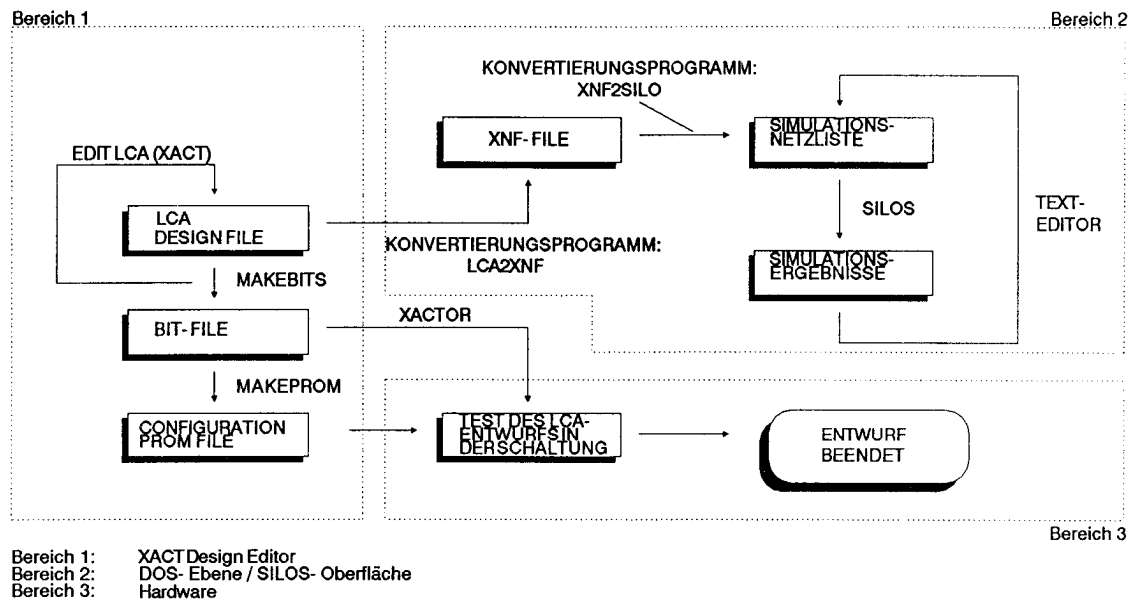 Bereich 1
Bereich 2
KONVERTIERUNGSPROGRAMM:
XNF2SILO
XNF- FILE
SIMULATIONS-
NETZLISTE
EDIT LCA (XACT)
LCA
DESIGN FILE
SILOS
TEXT-
EDITOR
KONVERTIERUNGSPROGRAMM:
LCA2XNF
SIMULATIONS-
ERGEBNISSE
MAKEBITS
XACTOR
BIT- FILE
MAKEPROM
CONFIGURATION
PROM FILE
TEST DES LCA-
ENTWURFS IN
DER SCHALTUNG
ENTWURF
BEENDET
Bereich 3
Bereich 1: XACT Design Editor
Bereich 2: DOS- Ebene / SILOS- Oberfläche
Bereich 3: Hardware